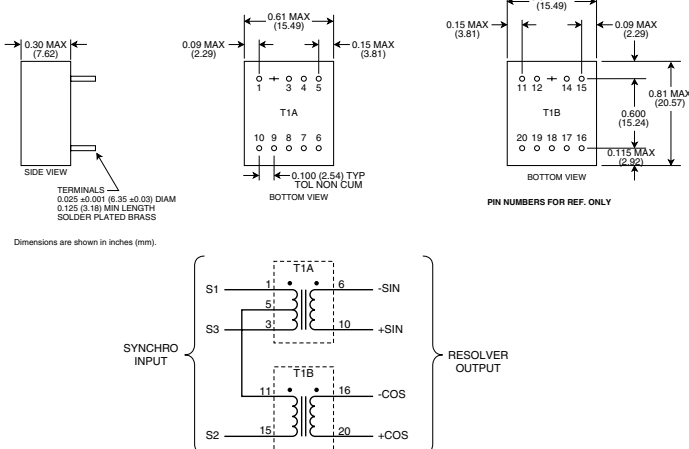 0.30 MAX
(7.62)
SIDE VIEW
TERMINALS
0.025 ±0.001 (6.35 ±0.03) DIAM
0.125 (3.18) MIN LENGTH
SOLDER PLATED BRASS
0.61 MAX
(15.49)
0.09 MAX
(2.29)
0.15 MAX
(3.81)
1 3 4 5
T1A
10 9 8 7 6
0.100 (2.54) TYP
TOL NON CUM
BOTTOM VIEW
(15.49)
0.15 MAX
(3.81)
0.09 MAX
(2.29)
11 12 14 15
T1B
20 19 18 17 16
0.81 MAX
(20.57)
0.600
(15.24)
0.115 MAX
(2.92)
BOTTOM VIEW
PIN NUMBERS FOR REF. ONLY
Dimensions are shown in inches (mm).
T1A
S1 1 6 -SIN
5
S3 3 10 +SIN
SYNCHRO
INPUT
RESOLVER
OUTPUT
T1B
11 16 -COS
S2 15 20 +COS